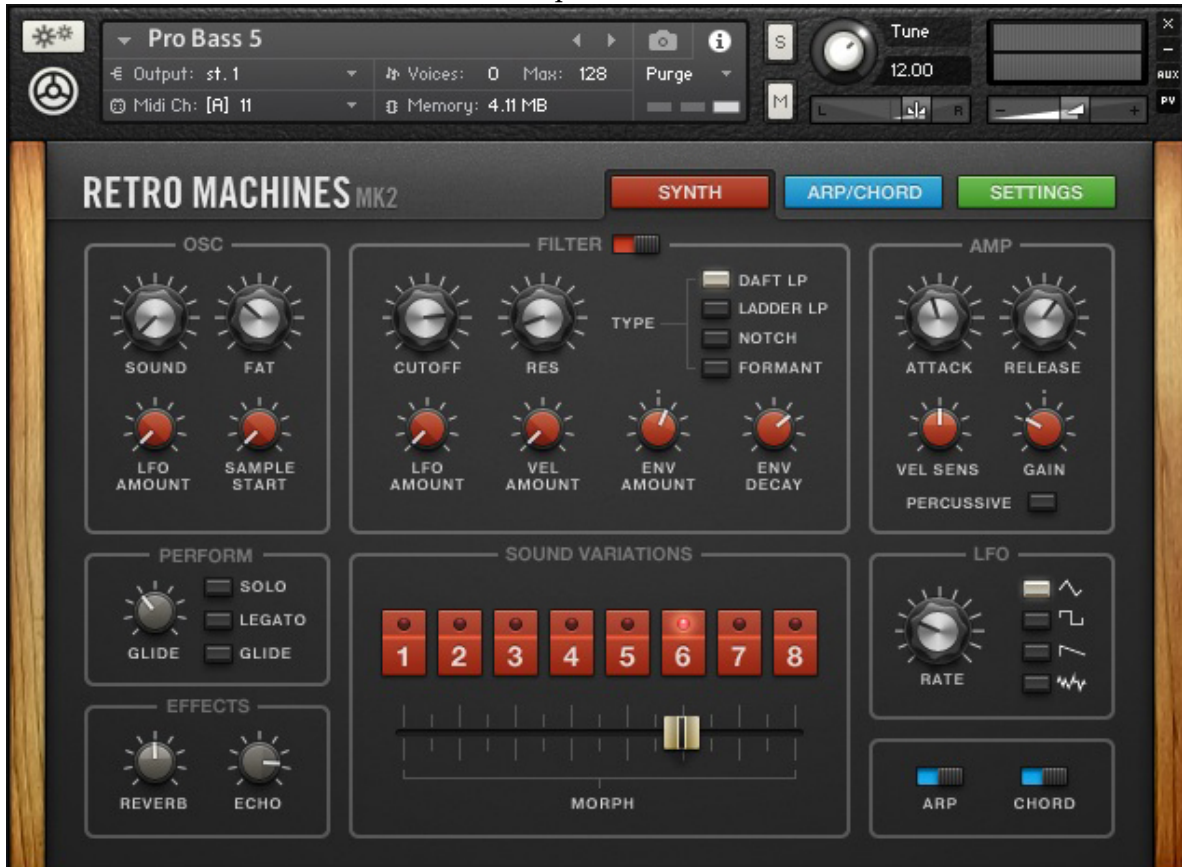 Pro Bass 5
Output: st. 1
Voices: 0 Max: 128
Purge
Midi Ch: [A] 11
Memory: 4.11 MB
S
M
Tune
12.00
L R
- +
X
-
AUX
PV
RETRO MACHINES MK2
SYNTH
ARP/CHORD
SETTINGS
OSC
SOUND FAT
LFO AMOUNT
SAMPLE START
FILTER
CUTOFF RES
TYPE
DAFT LP
LADDER LP
NOTCH
FORMANT
LFO AMOUNT
VEL AMOUNT
ENV AMOUNT
ENV DECAY
AMP
ATTACK RELEASE
VEL SENS GAIN
PERCUSSIVE
PERFORM
GLIDE
SOLO
LEGATO
GLIDE
SOUND VARIATIONS
1 2 3 4 5 6 7 8
MORPH
LFO
RATE
EFFECTS
REVERB ECHO
ARP CHORD